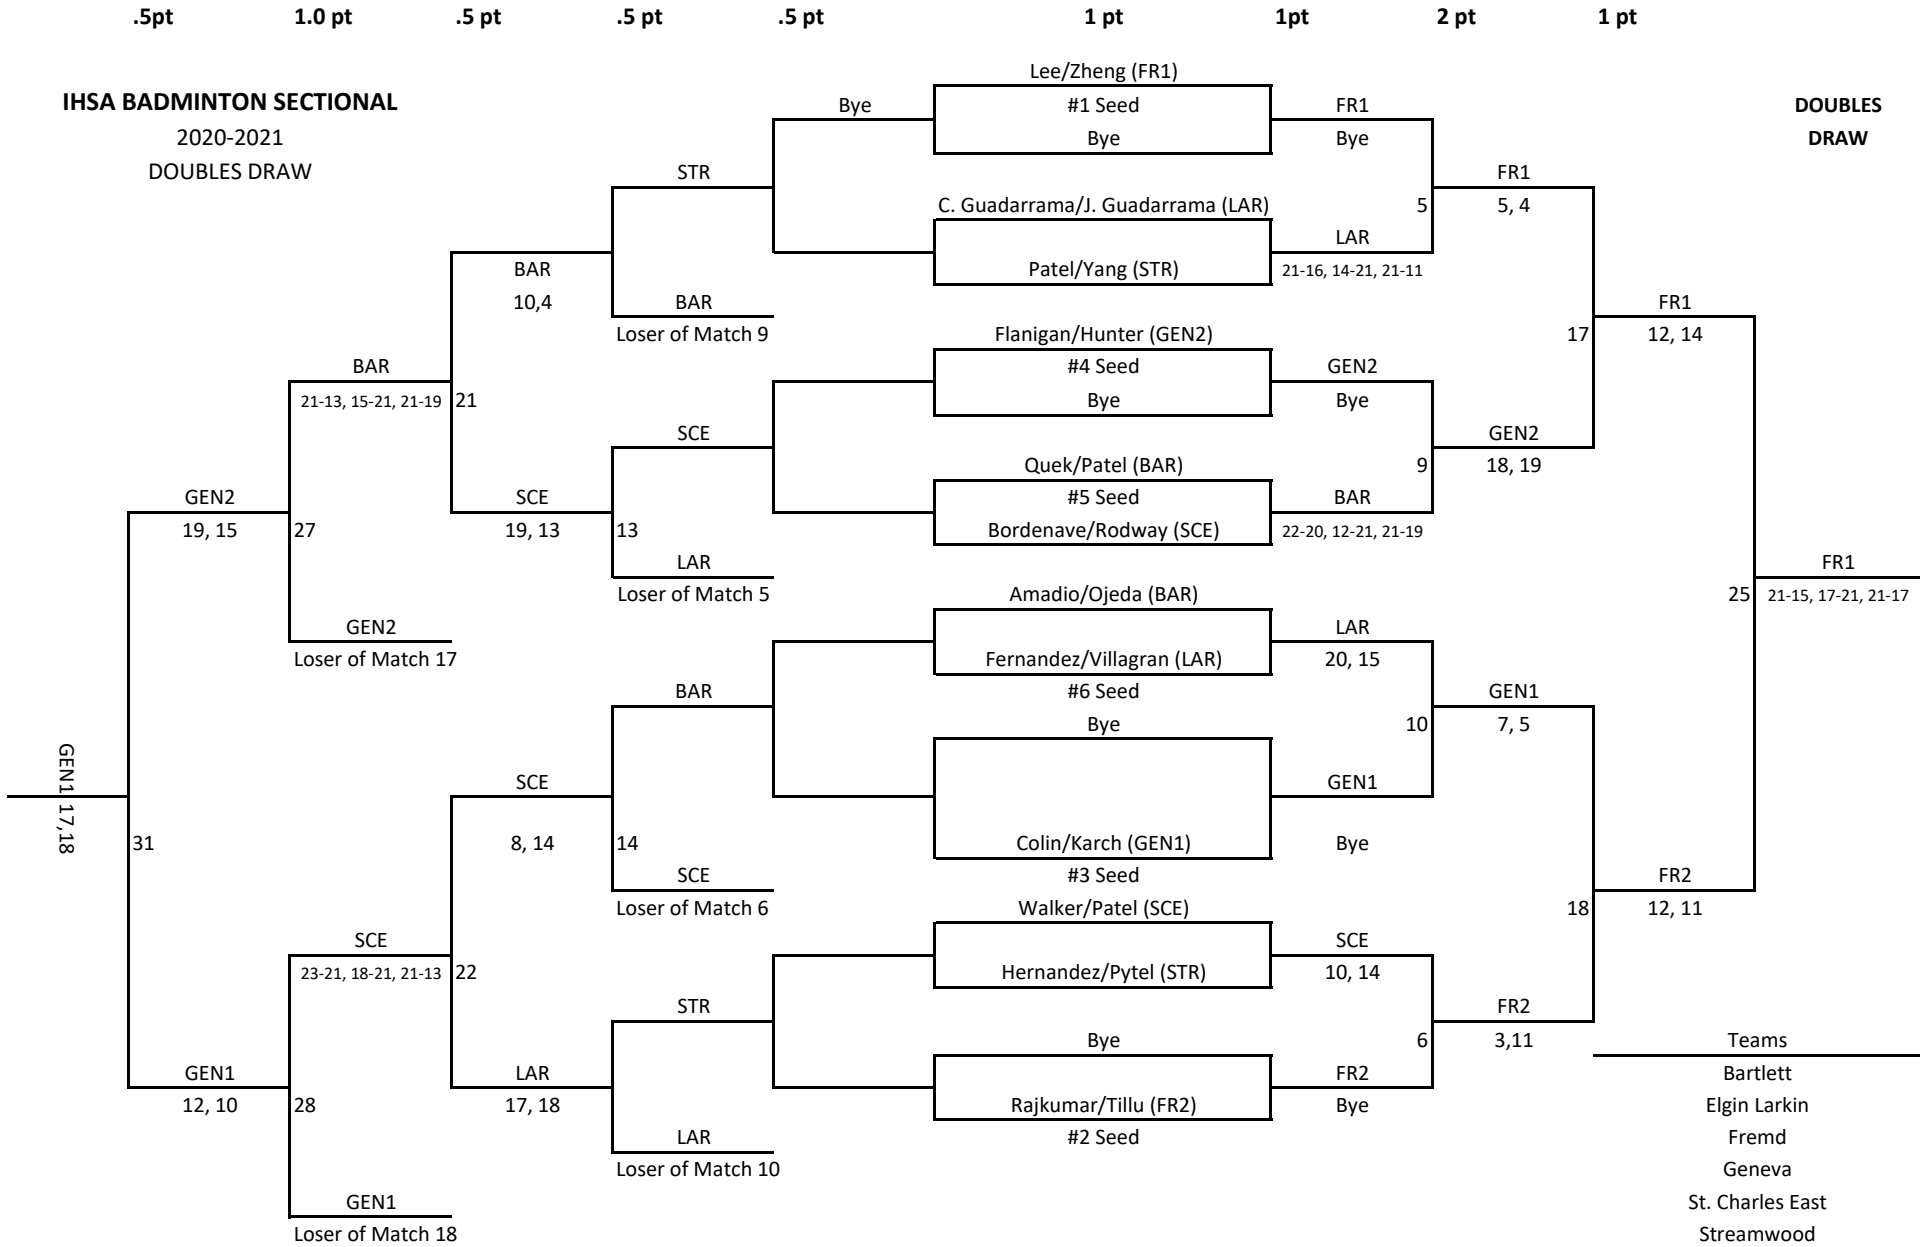 .5pt 1.0 pt .5 pt .5 pt .5 pt 1 pt 1pt 2 pt 1 pt
Lee/Zheng (FR1)
IHSA BADMINTON SECTIONAL Bye #1 Seed FR1 DOUBLES
2020-2021 Bye Bye DRAW
DOUBLES DRAW STR FR1
C. Guadarrama/J. Guadarrama (LAR) 5 5, 4
LAR
BAR Patel/Yang (STR) 21-16, 14-21, 21-11
10,4 BAR FR1
Loser of Match 9 Flanigan/Hunter (GEN2) 17 12, 14
BAR #4 Seed GEN2
21-13, 15-21, 21-19 21 Bye Bye
SCE GEN2
Quek/Patel (BAR) 9 18, 19
GEN2 SCE #5 Seed BAR
19, 15 27 19, 13 13 Bordenave/Rodway (SCE) 22-20, 12-21, 21-19
LAR FR1
Loser of Match 5 Amadio/Ojeda (BAR) 25 21-15, 17-21, 21-17
GEN2 LAR
Loser of Match 17 Fernandez/Villagran (LAR) 20, 15
BAR #6 Seed GEN1
Bye 10 7, 5
SCE GEN1
GEN1 17,18
31 8, 14 14 Colin/Karch (GEN1) Bye
SCE #3 Seed FR2
Loser of Match 6 Walker/Patel (SCE) 18 12, 11
SCE SCE
23-21, 18-21, 21-13 22 Hernandez/Pytel (STR) 10, 14
STR FR2
Bye 6 3,11 Teams
GEN1 LAR FR2 Bartlett
12, 10 28 17, 18 Rajkumar/Tillu (FR2) Bye Elgin Larkin
LAR #2 Seed Fremd
Loser of Match 10 Geneva
GEN1 St. Charles East
Loser of Match 18 Streamwood